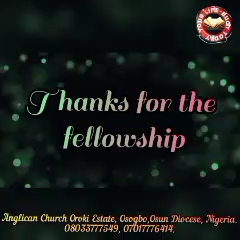 Thanks for the
fellowship
Anglican Church Oroki Estate, Osogbo,Osun Diocese, Nigeria.
08033777549, 07017776414.